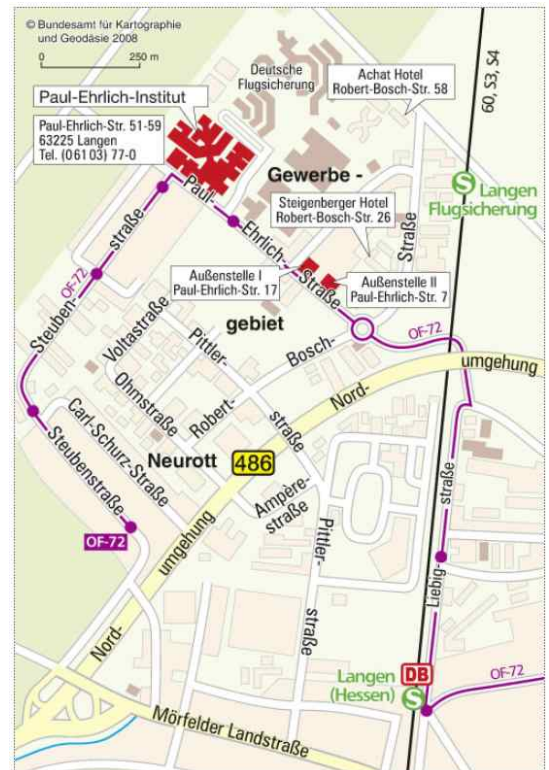 © Bundesamt für Kartographie
und Geodäsie 2008
0 250 m
60, S3, S4
Deutsche
Flugsicherung
Achat Hotel
Robert-Bosch-Str. 58
Paul-Ehrlich-Institut
Paul-Ehrlich-Str. 51-59
63225 Langen
Tel. (0 61 03) 77-0
Gewerbe -
S Langen
Flugsicherung
Steigenberger Hotel
Robert-Bosch-Str. 26
Paul-
Ehrlich-
Straße
straße
OF-72
Steuben-
Außenstelle I
Paul-Ehrlich-Str. 17
Außenstelle II
Paul-Ehrlich-Str. 7
STRAẞE
gebiet
Voltastraße
Pittler-
straße
Bosch-
Robert-
OF-72
Nord-
umgehung
Ohmstraße
Carl-Schurz-Straße
Steubenstraße
Neurott
486
Ampère-
straße
OF-72
umgehung
Nord-
Pittler-
straße
straße
Liebig-
DB
Langen
(Hessen)
S
OF-72
Mörfelder Landstraße